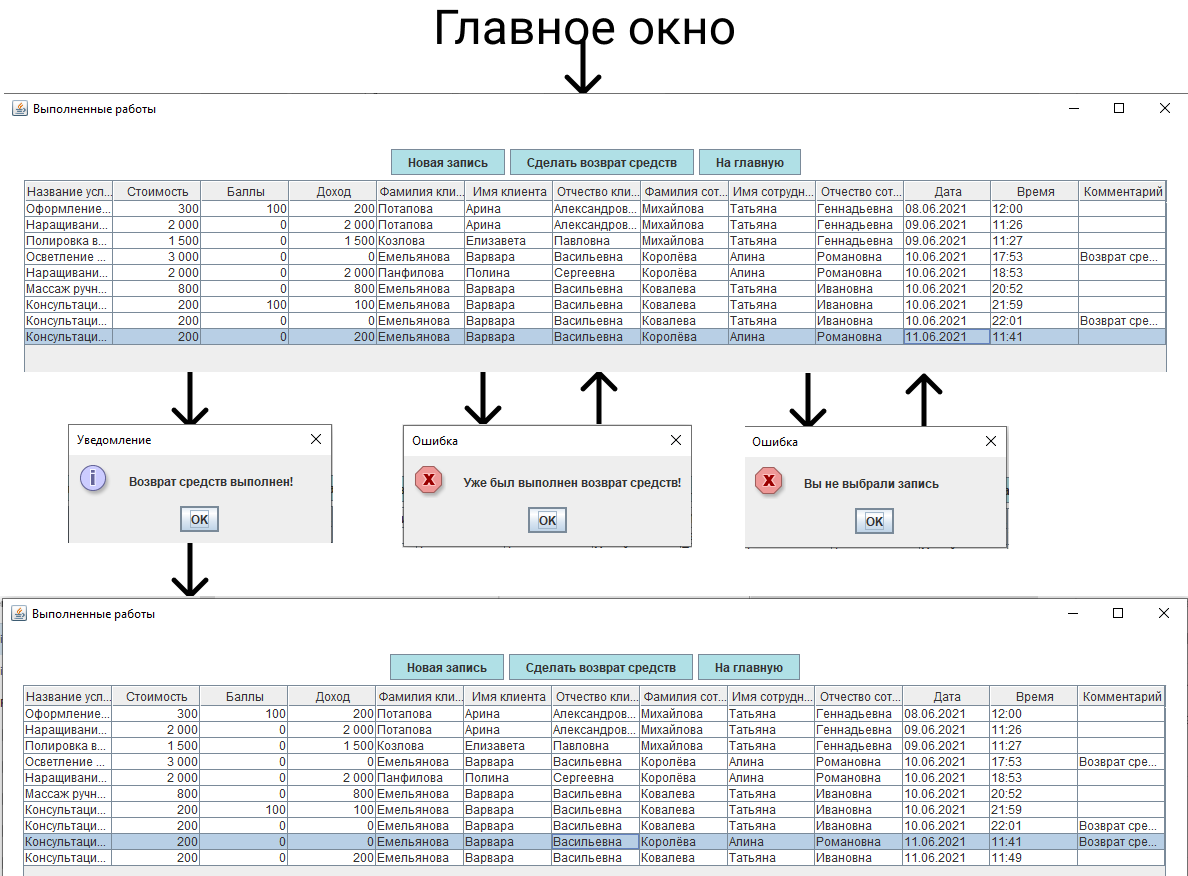 Главное окно
Выполненные работы
Новая запись Сделать возврат средств На главную
Название усл... Стоимость Баллы Доход Фамилия кли... Имя клиента Отчество кли... Фамилия сот... Имя сотрудн... Отчество сот... Дата Время Комментарий
Оформление... 300 100 200 Потапова Арина Александров... Михайлова Татьяна Геннадьевна 08.06.2021 12:00
Наращивани... 2 000 0 2 000 Потапова Арина Александров... Михайлова Татьяна Геннадьевна 09.06.2021 11:26
Полировка в... 1 500 0 1 500 Козлова Елизавета Павловна Михайлова Татьяна Геннадьевна 09.06.2021 11:27
Осветление ... 3 000 0 0 Емельянова Варвара Васильевна Королёва Алина Романовна 10.06.2021 17:53 Возврат сре...
Наращивани... 2 000 0 2 000 Панфилова Полина Сергеевна Королёва Алина Романовна 10.06.2021 18:53
Массаж ручн... 800 0 800 Емельянова Варвара Васильевна Ковалева Татьяна Ивановна 10.06.2021 20:52
Консультаци... 200 100 100 Емельянова Варвара Васильевна Ковалева Татьяна Ивановна 10.06.2021 21:59
Консультаци... 200 0 0 Емельянова Варвара Васильевна Ковалева Татьяна Ивановна 10.06.2021 22:01 Возврат сре...
Консультаци... 200 0 200 Емельянова Варвара Васильевна Королёва Алина Романовна 11.06.2021 11:41
Уведомление
Возврат средств выполнен!
OK
Ошибка
Уже был выполнен возврат средств!
OK
Ошибка
Вы не выбрали запись
OK
Выполненные работы
Новая запись Сделать возврат средств На главную
Название усл... Стоимость Баллы Доход Фамилия кли... Имя клиента Отчество кли... Фамилия сот... Имя сотрудн... Отчество сот... Дата Время Комментарий
Оформление... 300 100 200 Потапова Арина Александров... Михайлова Татьяна Геннадьевна 08.06.2021 12:00
Наращивани... 2 000 0 2 000 Потапова Арина Александров... Михайлова Татьяна Геннадьевна 09.06.2021 11:26
Полировка в... 1 500 0 1 500 Козлова Елизавета Павловна Михайлова Татьяна Геннадьевна 09.06.2021 11:27
Осветление ... 3 000 0 0 Емельянова Варвара Васильевна Королёва Алина Романовна 10.06.2021 17:53 Возврат сре...
Наращивани... 2 000 0 2 000 Панфилова Полина Сергеевна Королёва Алина Романовна 10.06.2021 18:53
Массаж ручн... 800 0 800 Емельянова Варвара Васильевна Ковалева Татьяна Ивановна 10.06.2021 20:52
Консультаци... 200 100 100 Емельянова Варвара Васильевна Ковалева Татьяна Ивановна 10.06.2021 21:59
Консультаци... 200 0 0 Емельянова Варвара Васильевна Ковалева Татьяна Ивановна 10.06.2021 22:01 Возврат сре...
Консультаци... 200 0 0 Емельянова Варвара Васильевна Королёва Алина Романовна 11.06.2021 11:41 Возврат сре...
Консультаци... 200 0 200 Емельянова Варвара Васильевна Ковалева Татьяна Ивановна 11.06.2021 11:49